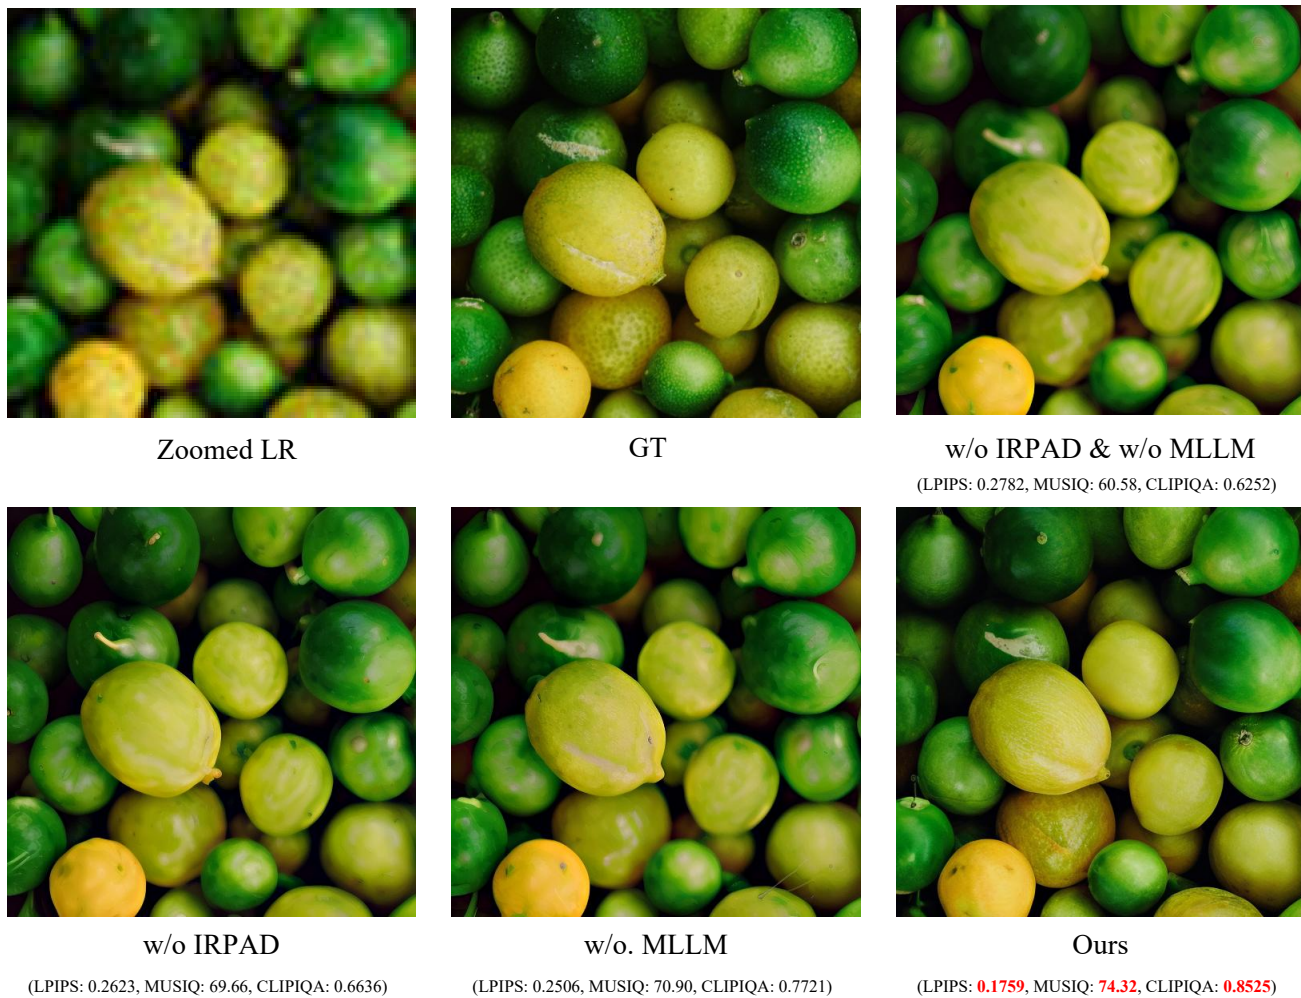 Zoomed LR
GT
w/o IRPAD & w/o MLLM
(LPIPS: 0.2782, MUSIQ: 60.58, CLIPIQA: 0.6252)
w/o IRPAD
w/o. MLLM
Ours
(LPIPS: 0.2623, MUSIQ: 69.66, CLIPIQA: 0.6636)
(LPIPS: 0.2506, MUSIQ: 70.90, CLIPIQA: 0.7721)
(LPIPS: 0.1759, MUSIQ: 74.32, CLIPIQA: 0.8525)